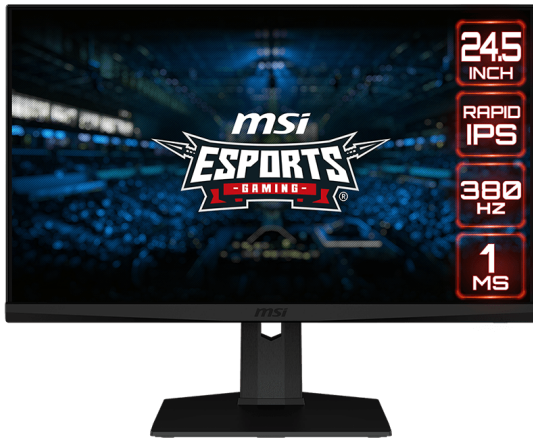 msi
ESPORTS
-GAMING-
®
24.5
INCH
RAPID
IPS
380
HZ
1
MS
msi